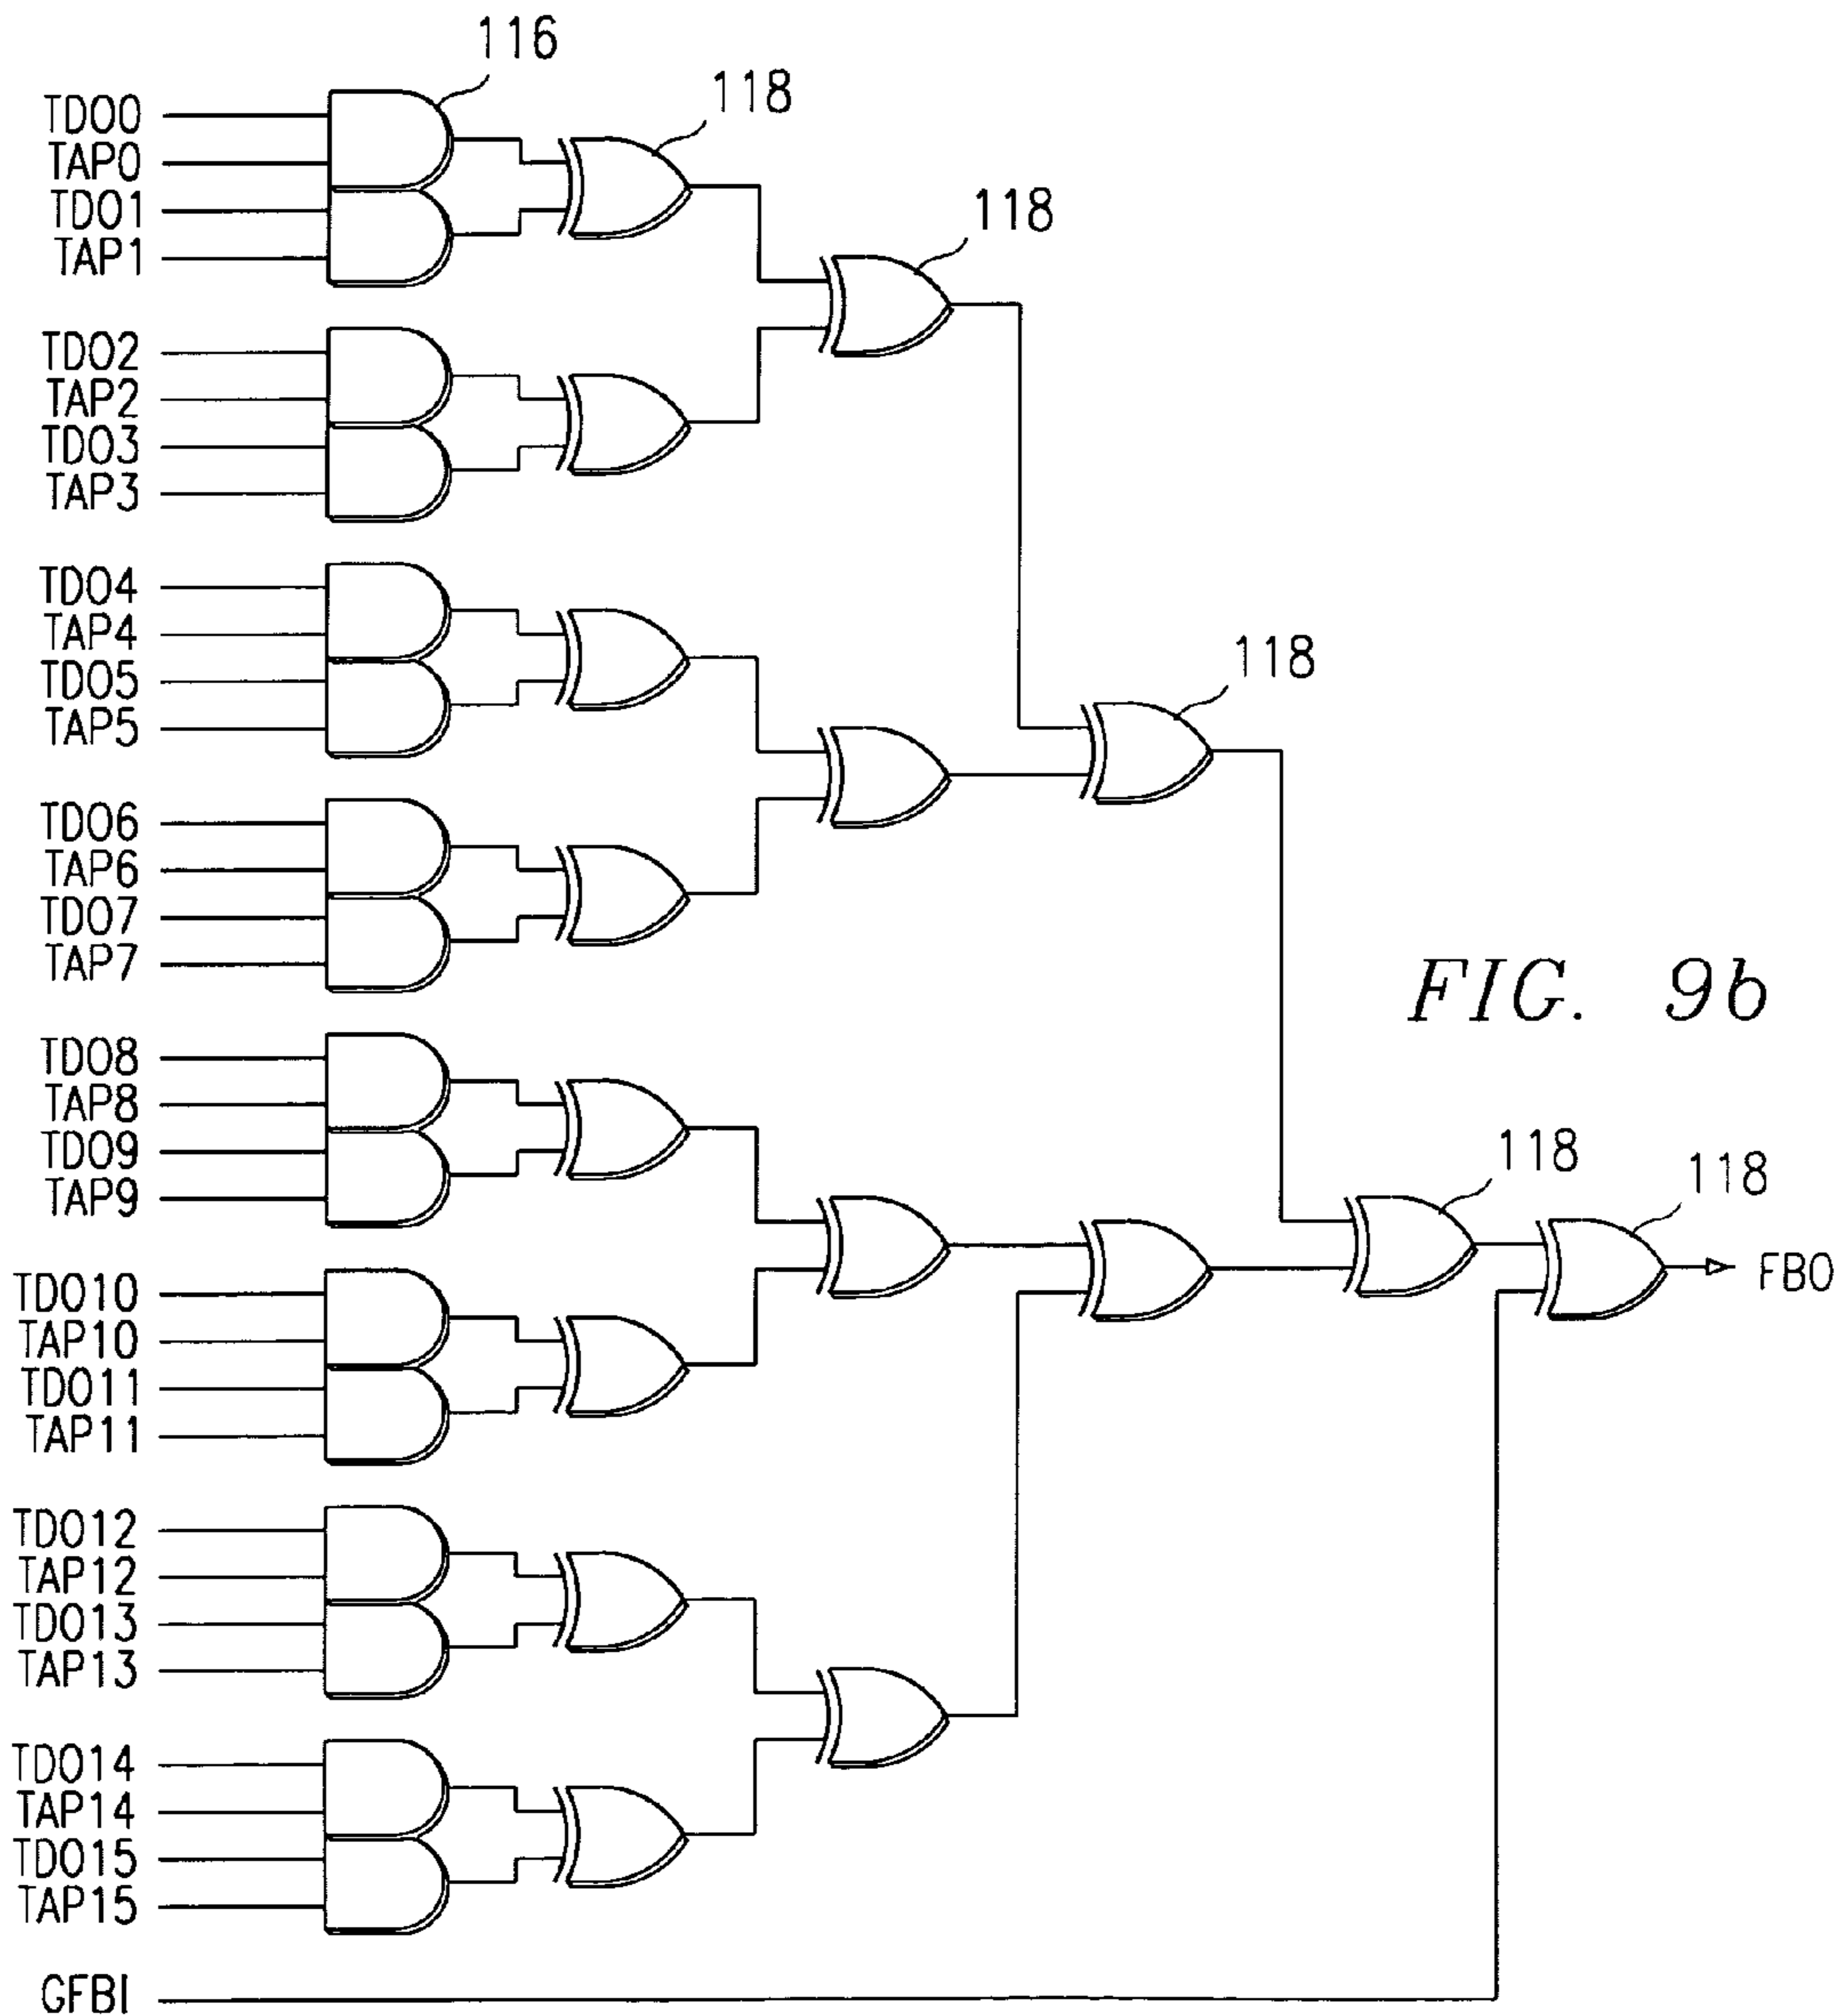 116
118
TDO0
TAP0
TDO1
TAP1
118
TDO2
TAP2
TDO3
TAP3
TDO4
TAP4
TDO5
TAP5
118
TDO6
TAP6
TDO7
TAP7
FIG. 9b
TDO8
TAP8
TDO9
TAP9
118
118
TDO10
TAP10
TDO11
TAP11
FBO
TDO12
TAP12
TDO13
TAP13
TDO14
TAP14
TDO15
TAP15
GFBI